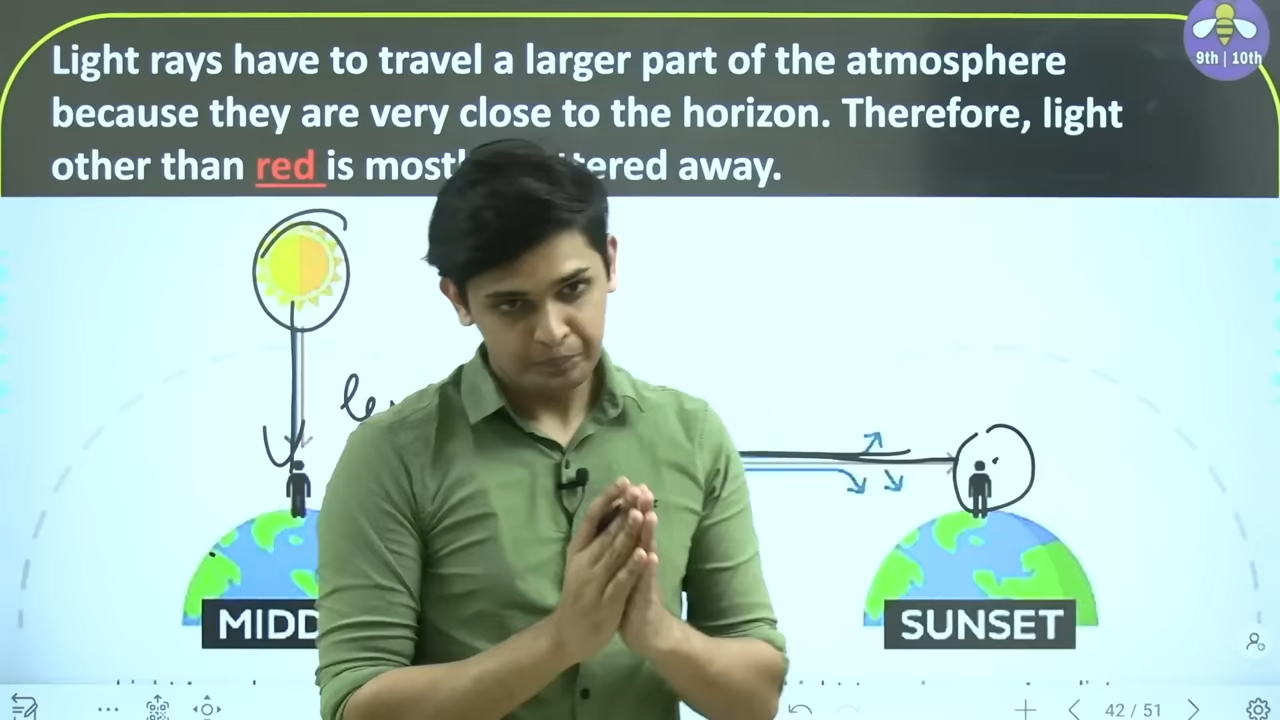 Light rays have to travel a larger part of the atmosphere
because they are very close to the horizon. Therefore, light
other than red is most ered away.
9th | 10th
le
MIDD
SUNSET
42 / 51